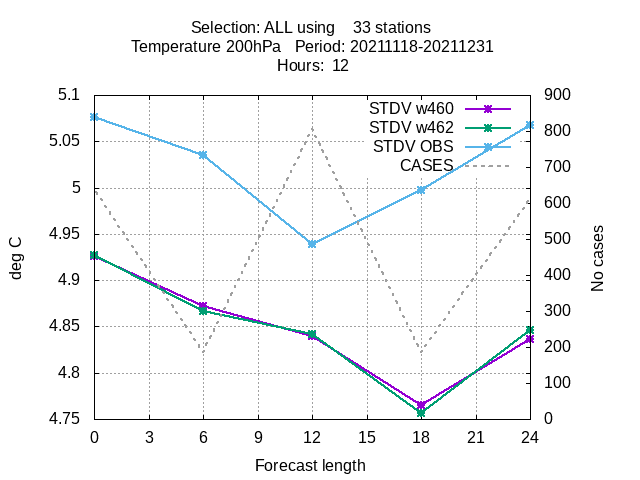 Selection: ALL using    33 stations
Temperature 200hPa   Period: 20211118-20211231
Hours:  12
5.1
5.05
5
4.95
4.9
4.85
4.8
4.75
deg C
STDV w460
STDV w462
STDV OBS
CASES
900
800
700
600
500
400
300
200
100
0
No cases
0 3 6 9 12 15 18 21 24
Forecast length